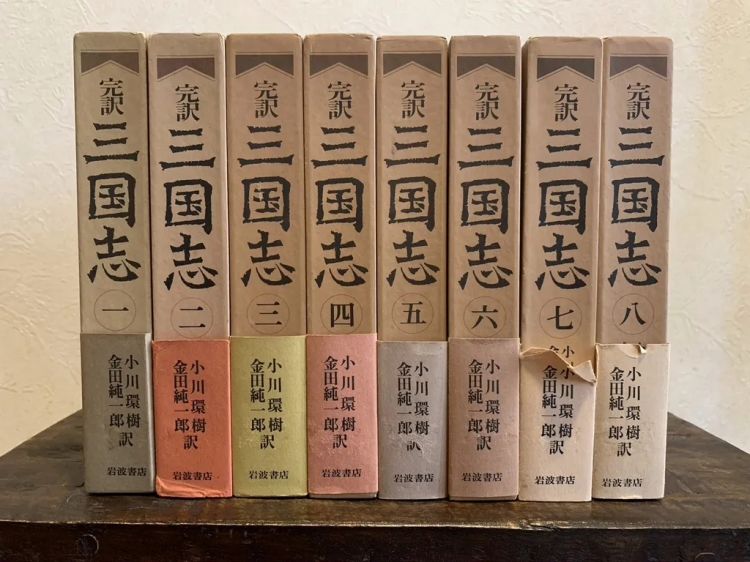 完訳
三国志
一
小川環樹
金田純一郎訳
岩波書店
完訳
三国志
二
小川環樹
金田純一郎訳
岩波書店
完訳
三国志
三
小川環樹
金田純一郎訳
岩波書店
完訳
三国志
四
小川環樹
金田純一郎訳
岩波書店
完訳
三国志
五
小川環樹
金田純一郎訳
岩波書店
完訳
三国志
六
小川環樹
金田純一郎訳
岩波書店
完訳
三国志
七
小川環樹
金田純一郎訳
岩波書店
完訳
三国志
八
小川環樹
金田純一郎訳
岩波書店